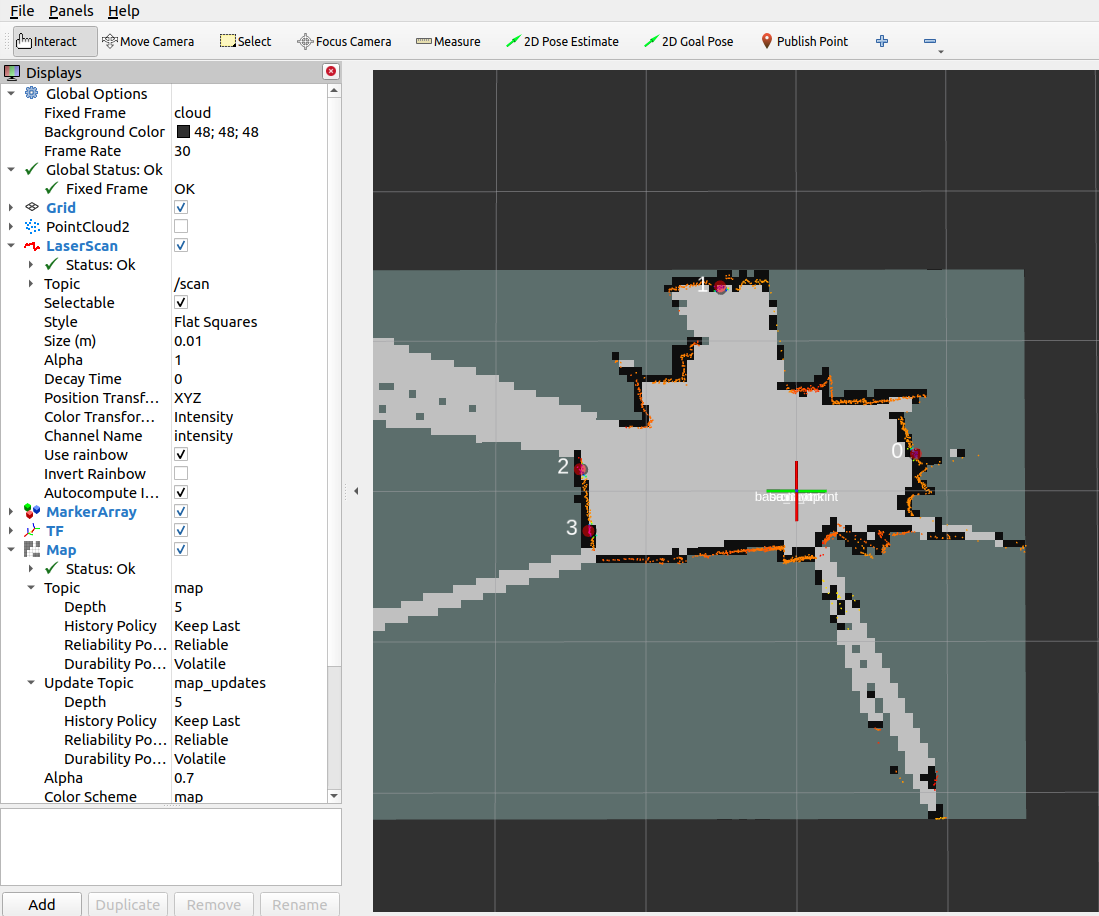 File Panels Help
Interact Move Camera Select Focus Camera Measure 2D Pose Estimate 2D Goal Pose Publish Point
Displays
Global Options
Fixed Frame cloud
Background Color 48; 48; 48
Frame Rate 30
Global Status: Ok
Fixed Frame OK
Grid
PointCloud2
LaserScan
Status: Ok
Topic /scan
Selectable
Style Flat Squares
Size (m) 0.01
Alpha 1
Decay Time 0
Position Transf... XYZ
Color Transfor... Intensity
Channel Name intensity
Use rainbow
Invert Rainbow
Autocompute I...
MarkerArray
TF
Map
Status: Ok
Topic map
Depth 5
History Policy Keep Last
Reliability Po... Reliable
Durability Po... Volatile
Update Topic map_updates
Depth 5
History Policy Keep Last
Reliability Po... Reliable
Durability Po... Volatile
Alpha 0.7
Color Scheme map
Add Duplicate Remove Rename
1
0
2
3